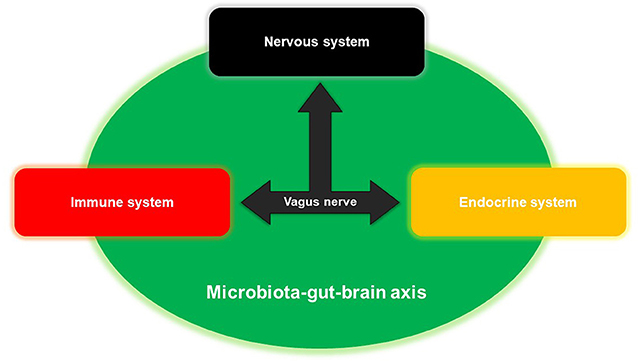 Nervous system
Immune system
Vagus nerve
Endocrine system
Microbiota-gut-brain axis